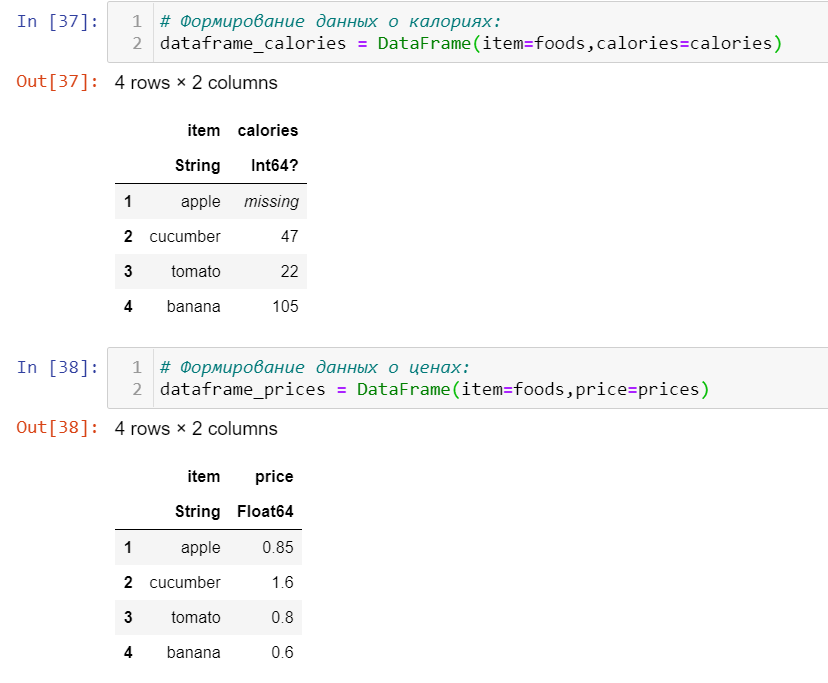 In [37]: 1 # Формирование данных о калориях:
2 dataframe_calories = DataFrame(item=foods,calories=calories)
Out[37]: 4 rows × 2 columns
item calories
String Int64?
1 apple missing
2 cucumber 47
3 tomato 22
4 banana 105
In [38]: 1 # Формирование данных о ценах:
2 dataframe_prices = DataFrame(item=foods,price=prices)
Out[38]: 4 rows × 2 columns
item price
String Float64
1 apple 0.85
2 cucumber 1.6
3 tomato 0.8
4 banana 0.6